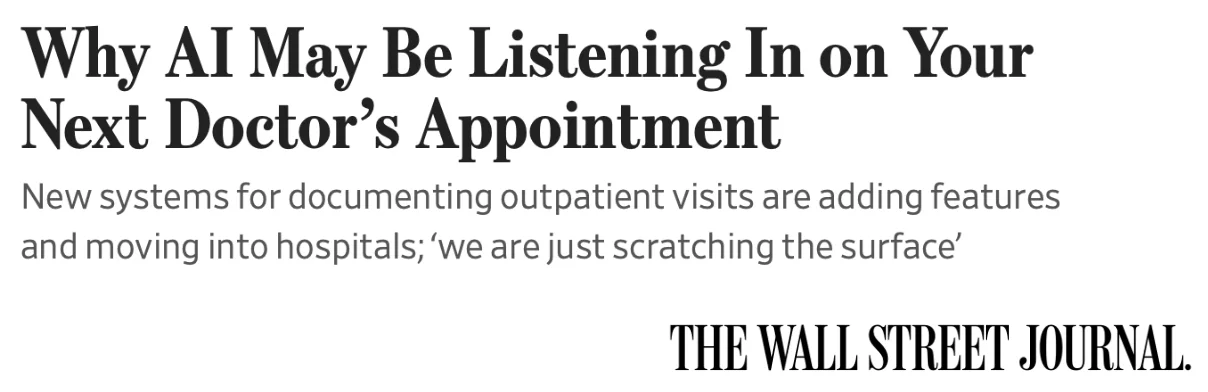 Why AI May Be Listening In on Your
Next Doctor’s Appointment
New systems for documenting outpatient visits are adding features
and moving into hospitals; ‘we are just scratching the surface’
THE WALL STREET JOURNAL.